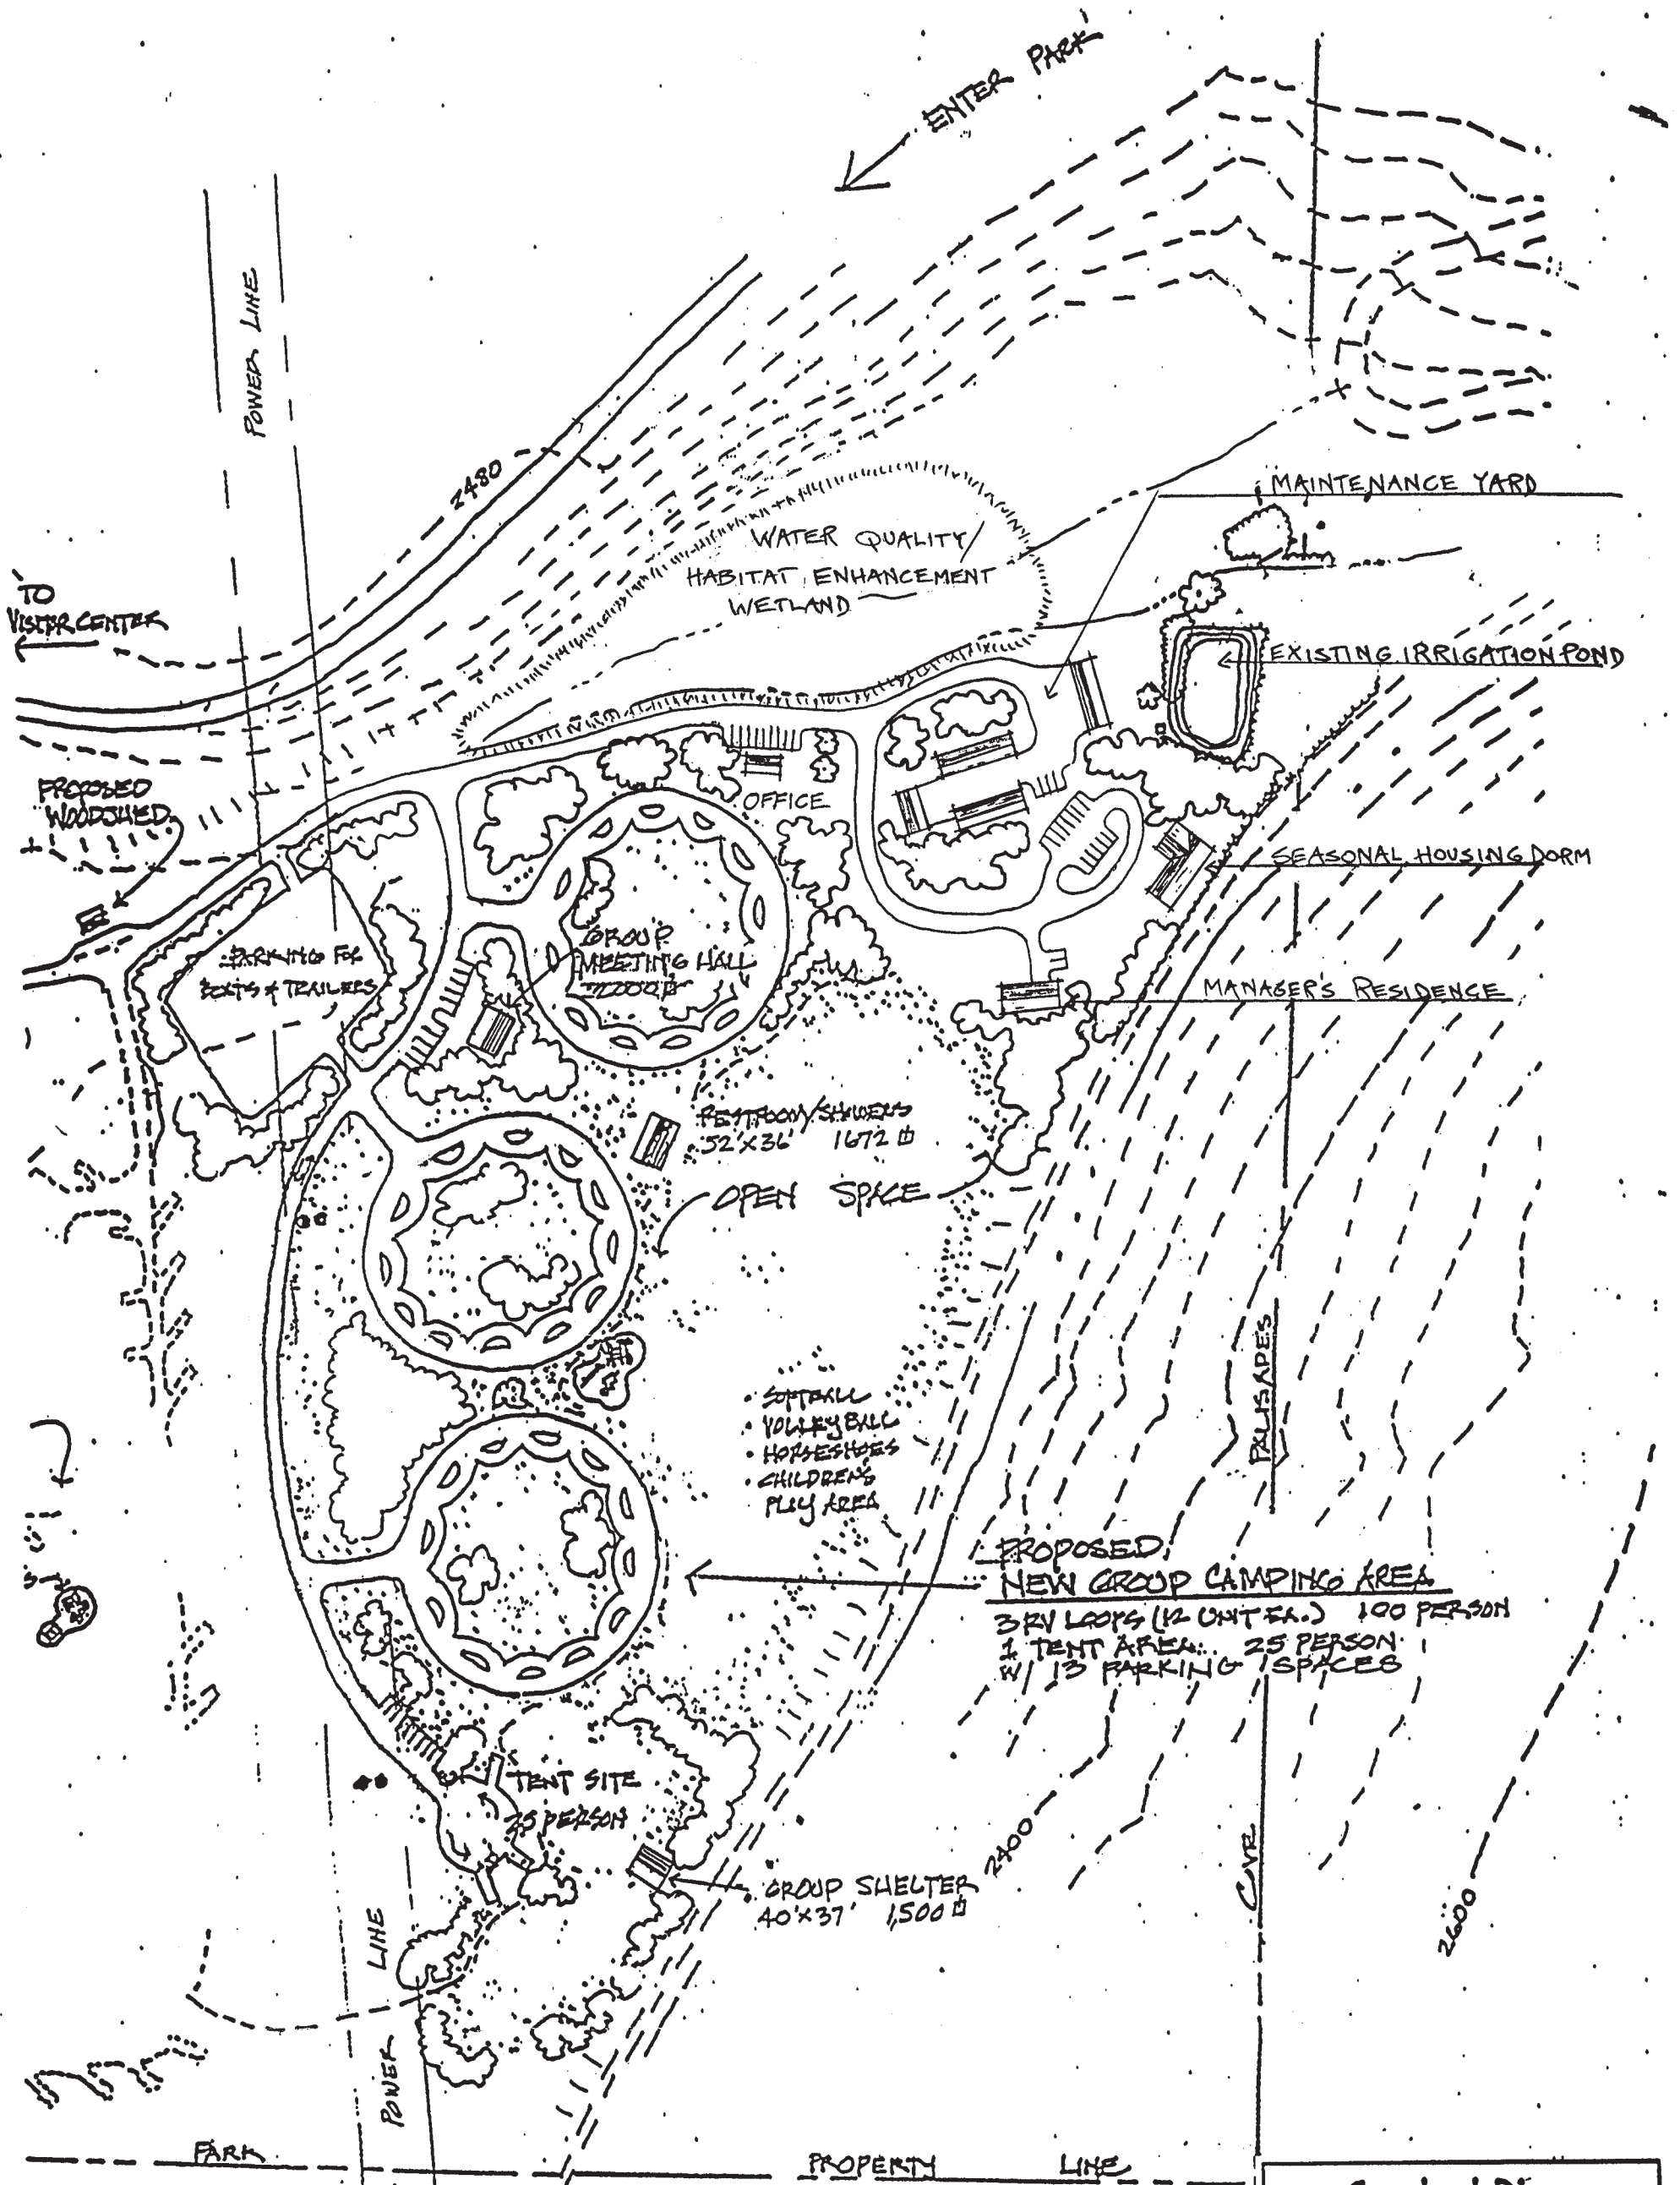 ENTER PARK
POWER LINE
2480
MAINTENANCE YARD
WATER QUALITY/
HABITAT ENHANCEMENT
WETLAND
TO
VISITOR CENTER
EXISTING IRRIGATION POND
PROPOSED
WOODSHED
OFFICE
SEASONAL HOUSING DORM
GROUP
MEETING HALL
PARKING FOR
BOATS & TRAILERS
MANAGER'S RESIDENCE
RESTROOM/SHOWERS
52'X36' 1672
OPEN SPACE
PALISADES
• SOFTBALL
• VOLLEYBALL
• HORSESHOES
• CHILDREN'S
PLAY AREA
PROPOSED
NEW GROUP CAMPING AREA
3 RV LOOPS (12 UNIT EA.) 100 PERSON
1 TENT AREA 25 PERSON
W/ 13 PARKING SPACES
TENT SITE
25 PERSON
2400
GROUP SHELTER
40'X37' 1,500
CVR
2600
POWER LINE
PARK PROPERTY LINE